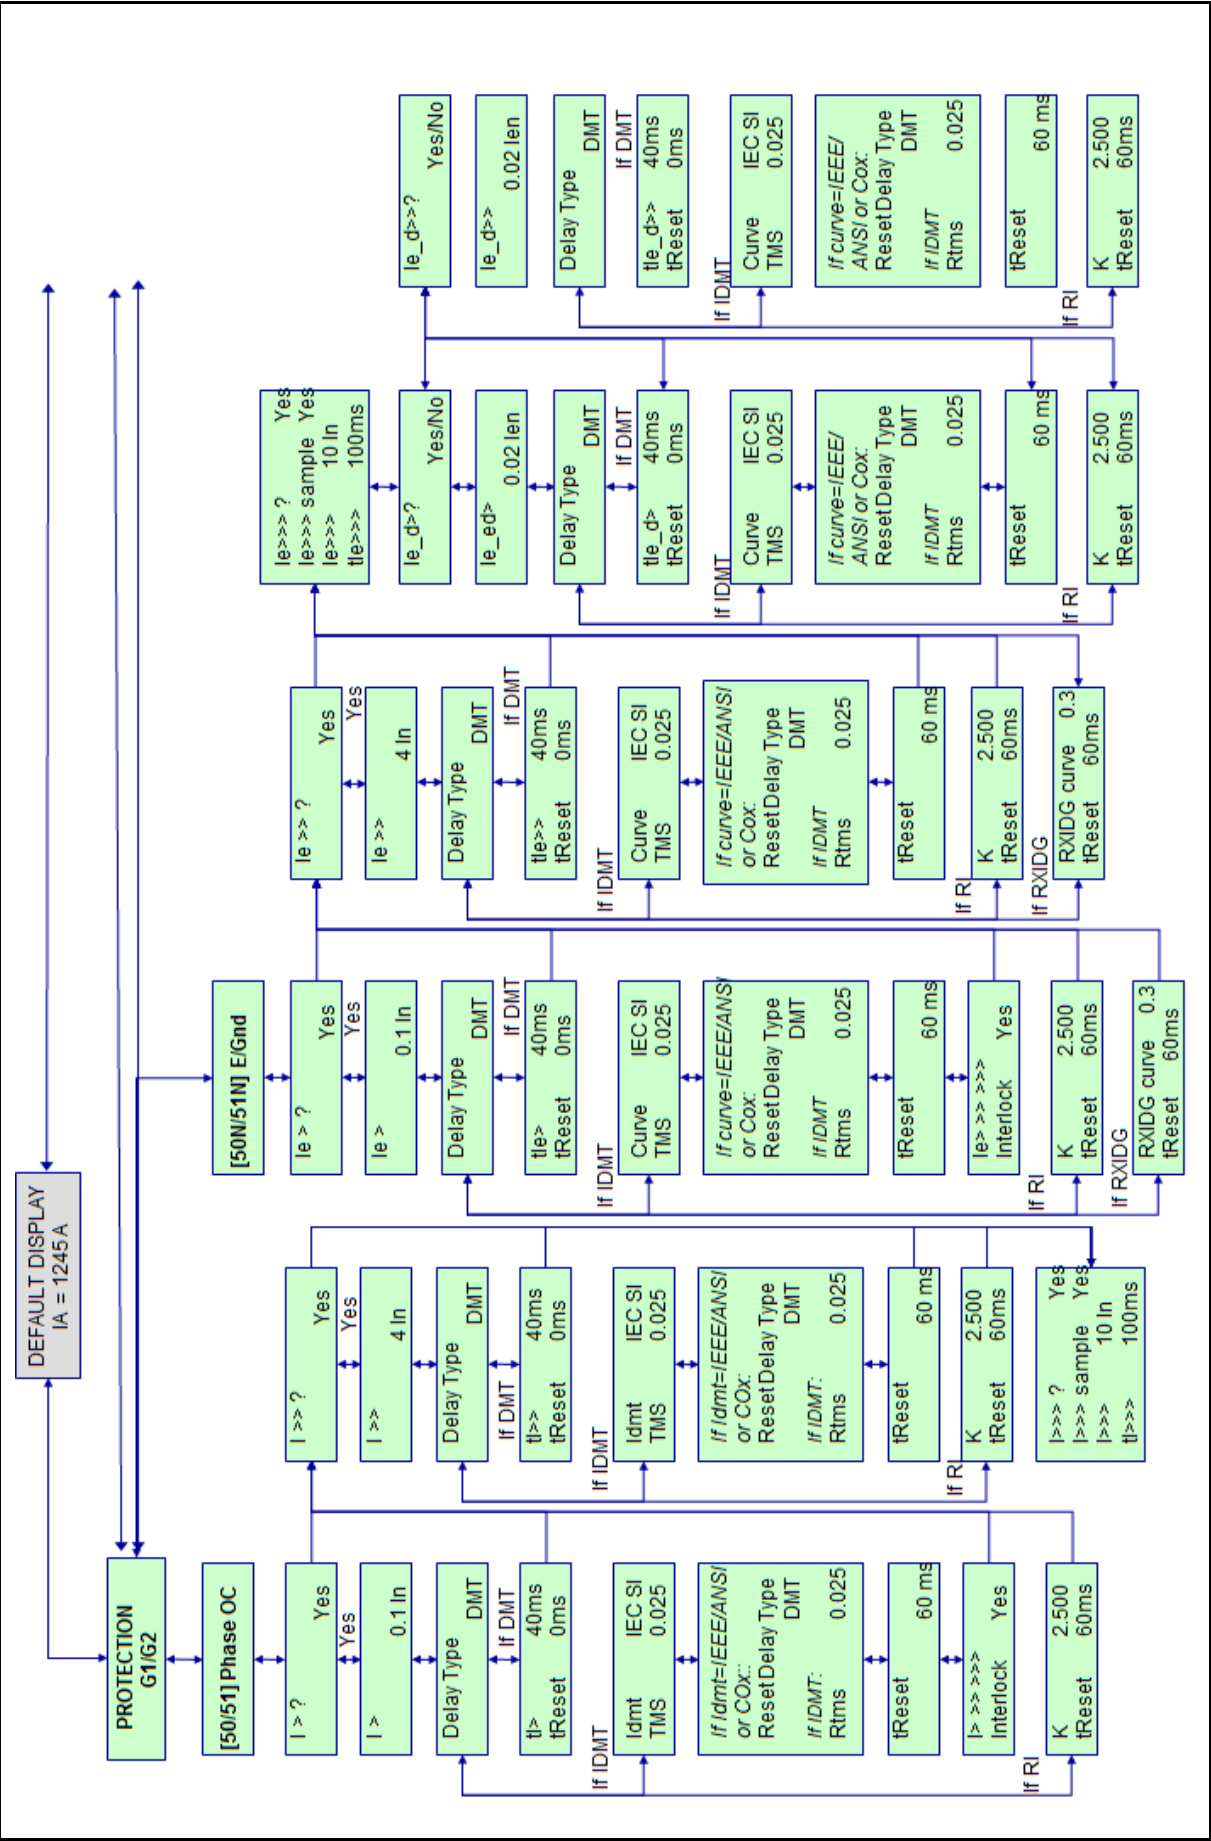 DEFAULT DISPLAY
IA = 1245 A
PROTECTION
G1/G2
[50/51] Phase OC
I > ? Yes
Yes
I > 0.1 In
Delay Type
DMT
If DMT
tI> 40ms
tReset 0ms
If IDMT
Idmt IEC SI
TMS 0.025
If Idmt=IEEE/ANSI
or COx::
Reset Delay Type
DMT
If IDMT:
Rtms 0.025
tReset 60 ms
I> >> >>>
Interlock Yes
If RI
K 2.500
tReset 60ms
I >> ? Yes
Yes
I >> 4 In
Delay Type
DMT
If DMT
tI>> 40ms
tReset 0ms
If IDMT
Idmt IEC SI
TMS 0.025
If Idmt=IEEE/ANSI
or COx:
Reset Delay Type
DMT
If IDMT:
Rtms 0.025
tReset 60 ms
If RI
K 2.500
tReset 60ms
I>>> ? Yes
I>>> sample Yes
I>>> 10 In
tI>>> 100ms
[50N/51N] E/Gnd
Ie > ? Yes
Yes
Ie > 0.1 In
Delay Type
DMT
If DMT
tIe> 40ms
tReset 0ms
If IDMT
Curve IEC SI
TMS 0.025
If curve=IEEE/ANSI
or Cox:
Reset Delay Type
DMT
If IDMT
Rtms 0.025
tReset 60 ms
Ie> >> >>>
Interlock Yes
If RI
K 2.500
tReset 60ms
If RXIDG
RXIDG curve 0.3
tReset 60ms
Ie >> ? Yes
Yes
Ie >> 4 In
Delay Type
DMT
If DMT
tIe>> 40ms
tReset 0ms
If IDMT
Curve IEC SI
TMS 0.025
If curve=IEEE/ANSI
or Cox:
Reset Delay Type
DMT
If IDMT
Rtms 0.025
tReset 60 ms
If RI
K 2.500
tReset 60ms
If RXIDG
RXIDG curve 0.3
tReset 60ms
Ie>>> ? Yes
Ie>>> sample Yes
Ie>>> 10 In
tIe>>> 100ms
Ie_d>? Yes/No
Ie_ed> 0.02 Ien
Delay Type
DMT
If DMT
tIe_d> 40ms
tReset 0ms
If IDMT
Curve IEC SI
TMS 0.025
If curve=IEEE/
ANSI or Cox:
Reset Delay Type
DMT
If IDMT
Rtms 0.025
tReset 60 ms
If RI
K 2.500
tReset 60ms
Ie_d>>? Yes/No
Ie_d>> 0.02 Ien
Delay Type
DMT
If DMT
tIe_d>> 40ms
tReset 0ms
If IDMT
Curve IEC SI
TMS 0.025
If curve=IEEE/
ANSI or Cox:
Reset Delay Type
DMT
If IDMT
Rtms 0.025
tReset 60 ms
If RI
K 2.500
tReset 60ms